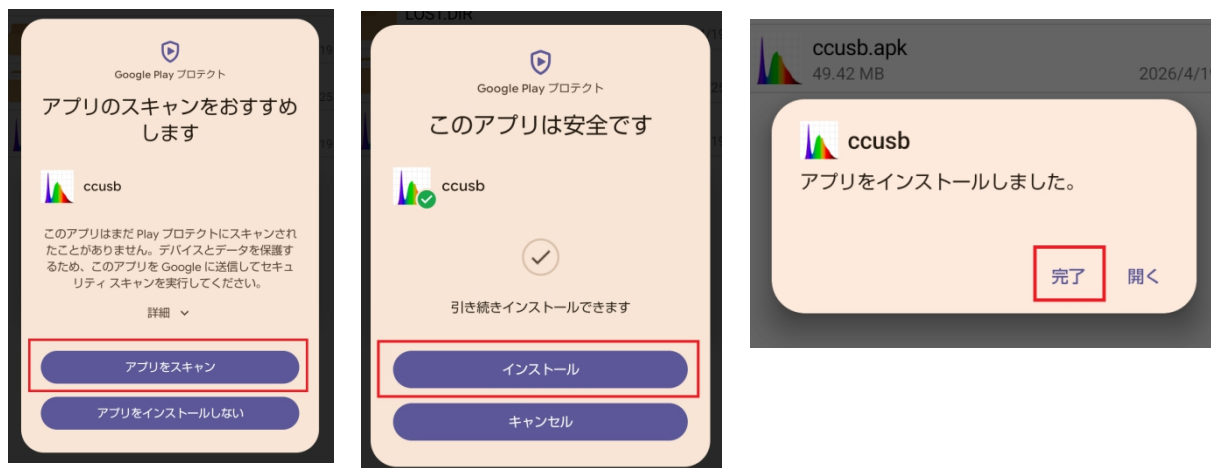 Google Play プロテクト
アプリのスキャンをおすすめ
します
ccusb
このアプリはまだ Play プロテクトにスキャンされ
たことがありません。デバイスとデータを保護す
るため、このアプリを Google に送信してセキュ
リティ スキャンを実行してください。
詳細
アプリをスキャン
アプリをインストールしない
LOST.DIR
Google Play プロテクト
このアプリは安全です
ccusb
引き続きインストールできます
インストール
キャンセル
ccusb.apk
49.42 MB 2026/4/19
ccusb
アプリをインストールしました。
完了 開く